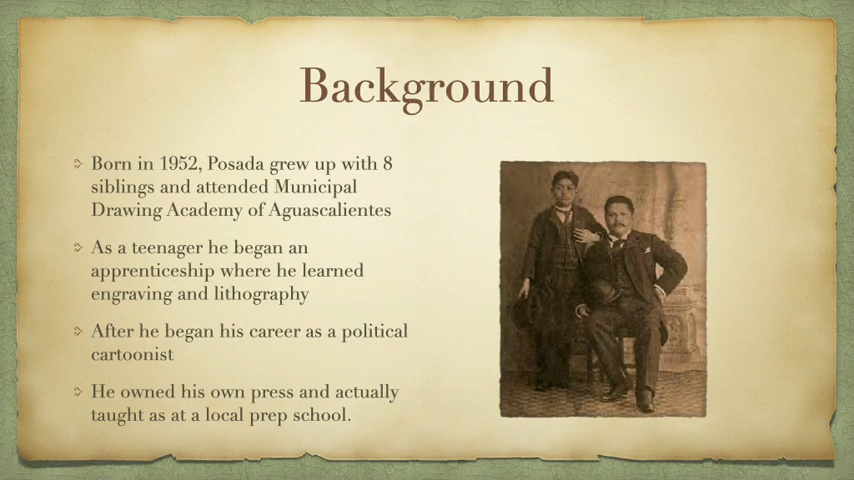 Background
Born in 1952, Posada grew up with 8
siblings and attended Municipal
Drawing Academy of Aguascalientes
As a teenager he began an
apprenticeship where he learned
engraving and lithography
After he began his career as a political
cartoonist
He owned his own press and actually
taught as at a local prep school.